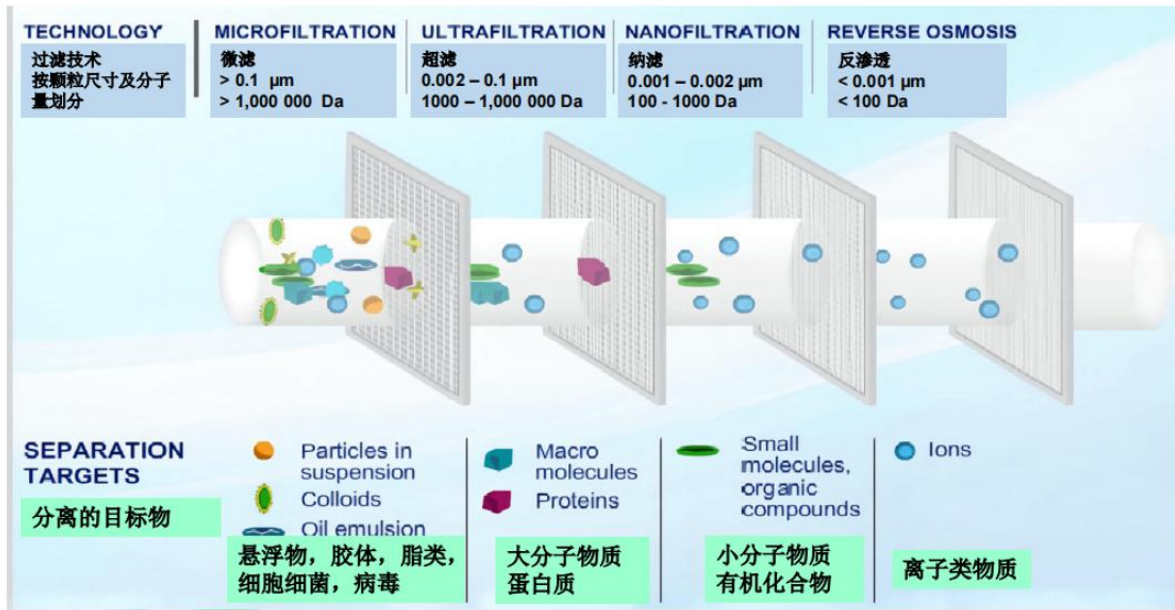 TECHNOLOGY
过滤技术
按颗粒尺寸及分子
量划分
MICROFILTRATION
微滤
> 0.1 μm
> 1,000 000 Da
ULTRAFILTRATION
超滤
0.002 – 0.1 μm
1000 – 1,000 000 Da
NANOFILTRATION
纳滤
0.001 – 0.002 μm
100 - 1000 Da
REVERSE OSMOSIS
反渗透
< 0.001 μm
< 100 Da
SEPARATION
TARGETS
分离的目标物
Particles in
suspension
Colloids
Oil emulsion
悬浮物，胶体，脂类，
细胞细菌，病毒
Macro
molecules
Proteins
大分子物质
蛋白质
Small
molecules,
organic
compounds
小分子物质
有机化合物
Ions
离子类物质